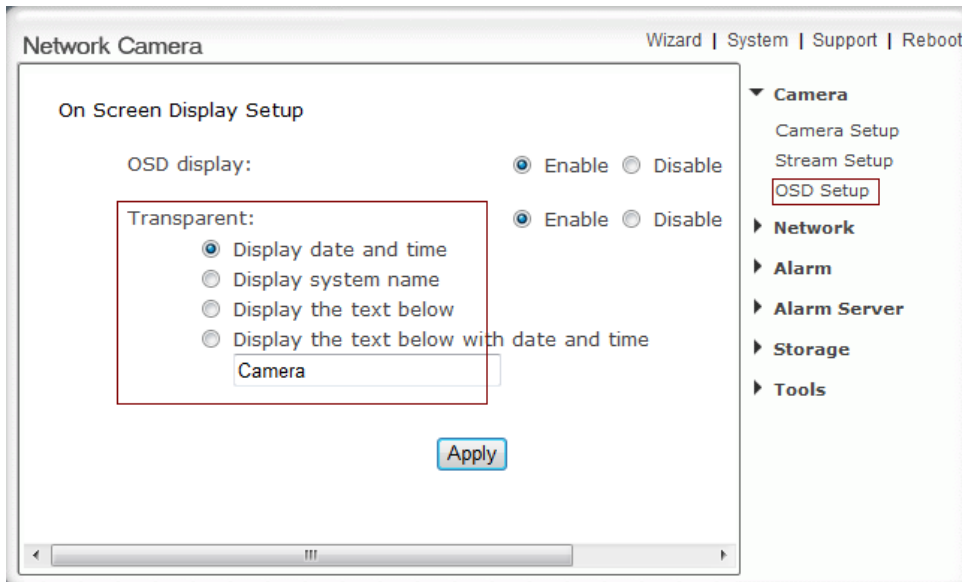 Network Camera
Wizard | System | Support | Reboot
On Screen Display Setup
OSD display: Enable Disable
Transparent: Enable Disable
Display date and time
Display system name
Display the text below
Display the text below with date and time
Camera
Apply
Camera
Camera Setup
Stream Setup
OSD Setup
Network
Alarm
Alarm Server
Storage
Tools